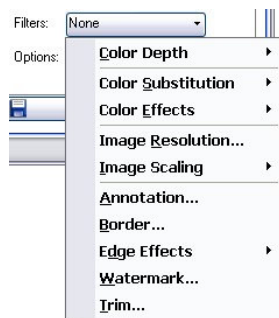 Filters: None
Options:
Color Depth
Color Substitution
Color Effects
Image Resolution...
Image Scaling
Annotation...
Border...
Edge Effects
Watermark...
Trim...